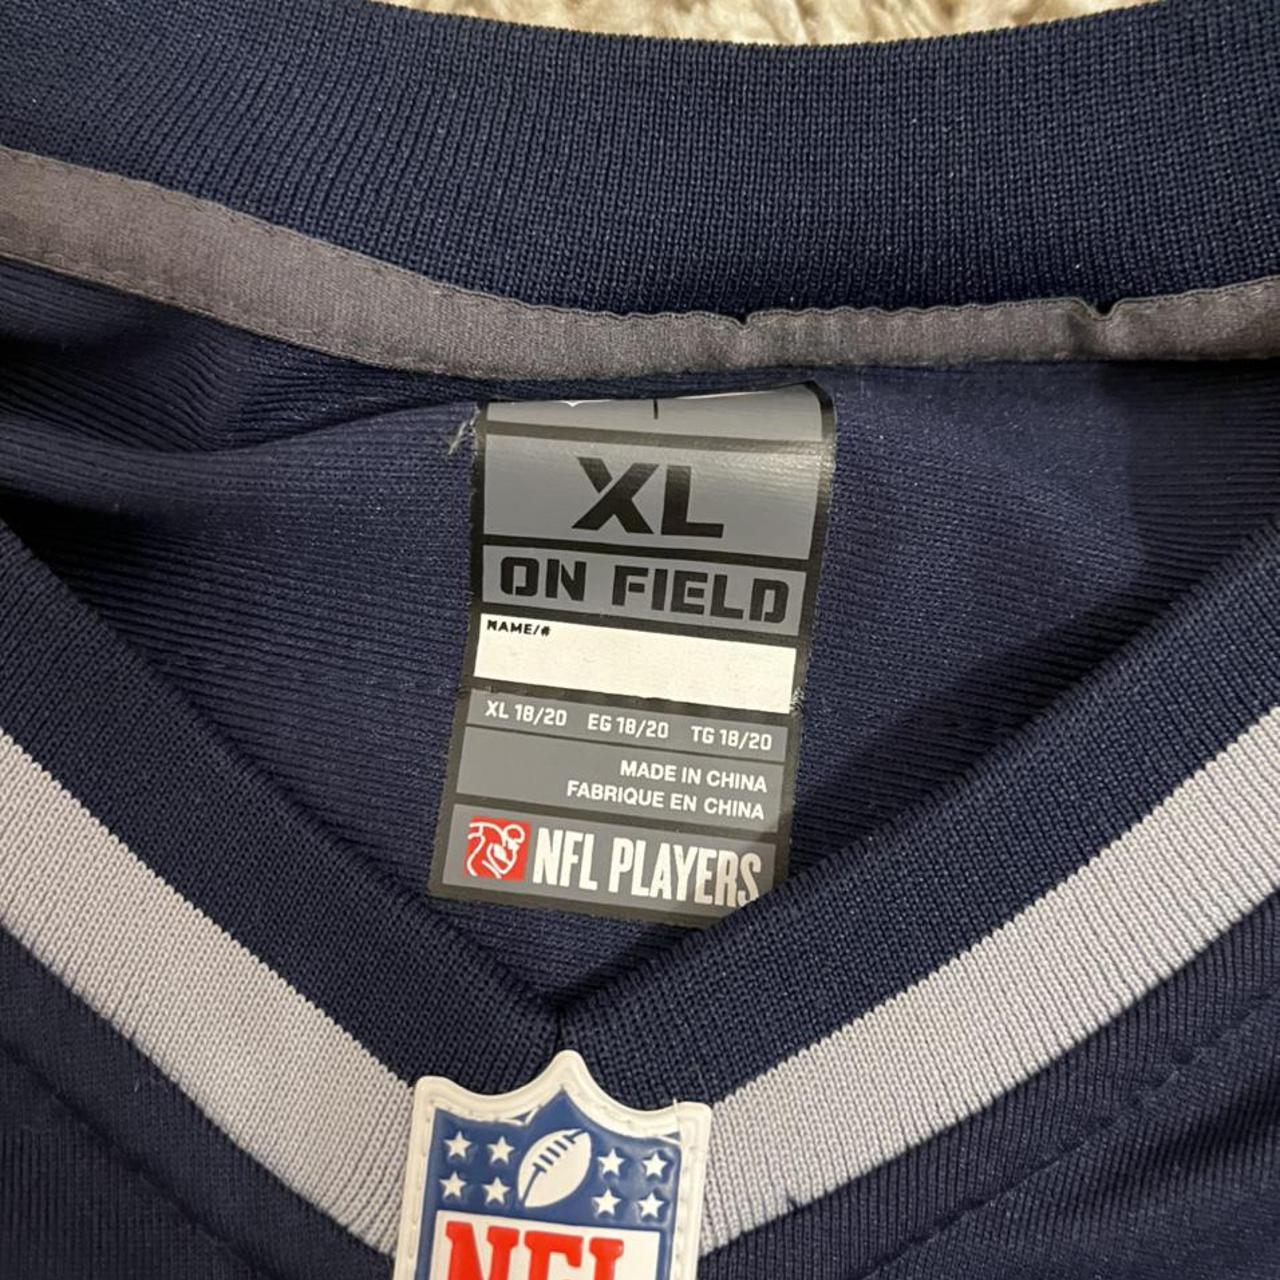 XL
ON FIELD
NAME/#
XL 18/20 EG 18/20 TG 18/20
MADE IN CHINA
FABRIQUE EN CHINA
NFL PLAYERS
NFL